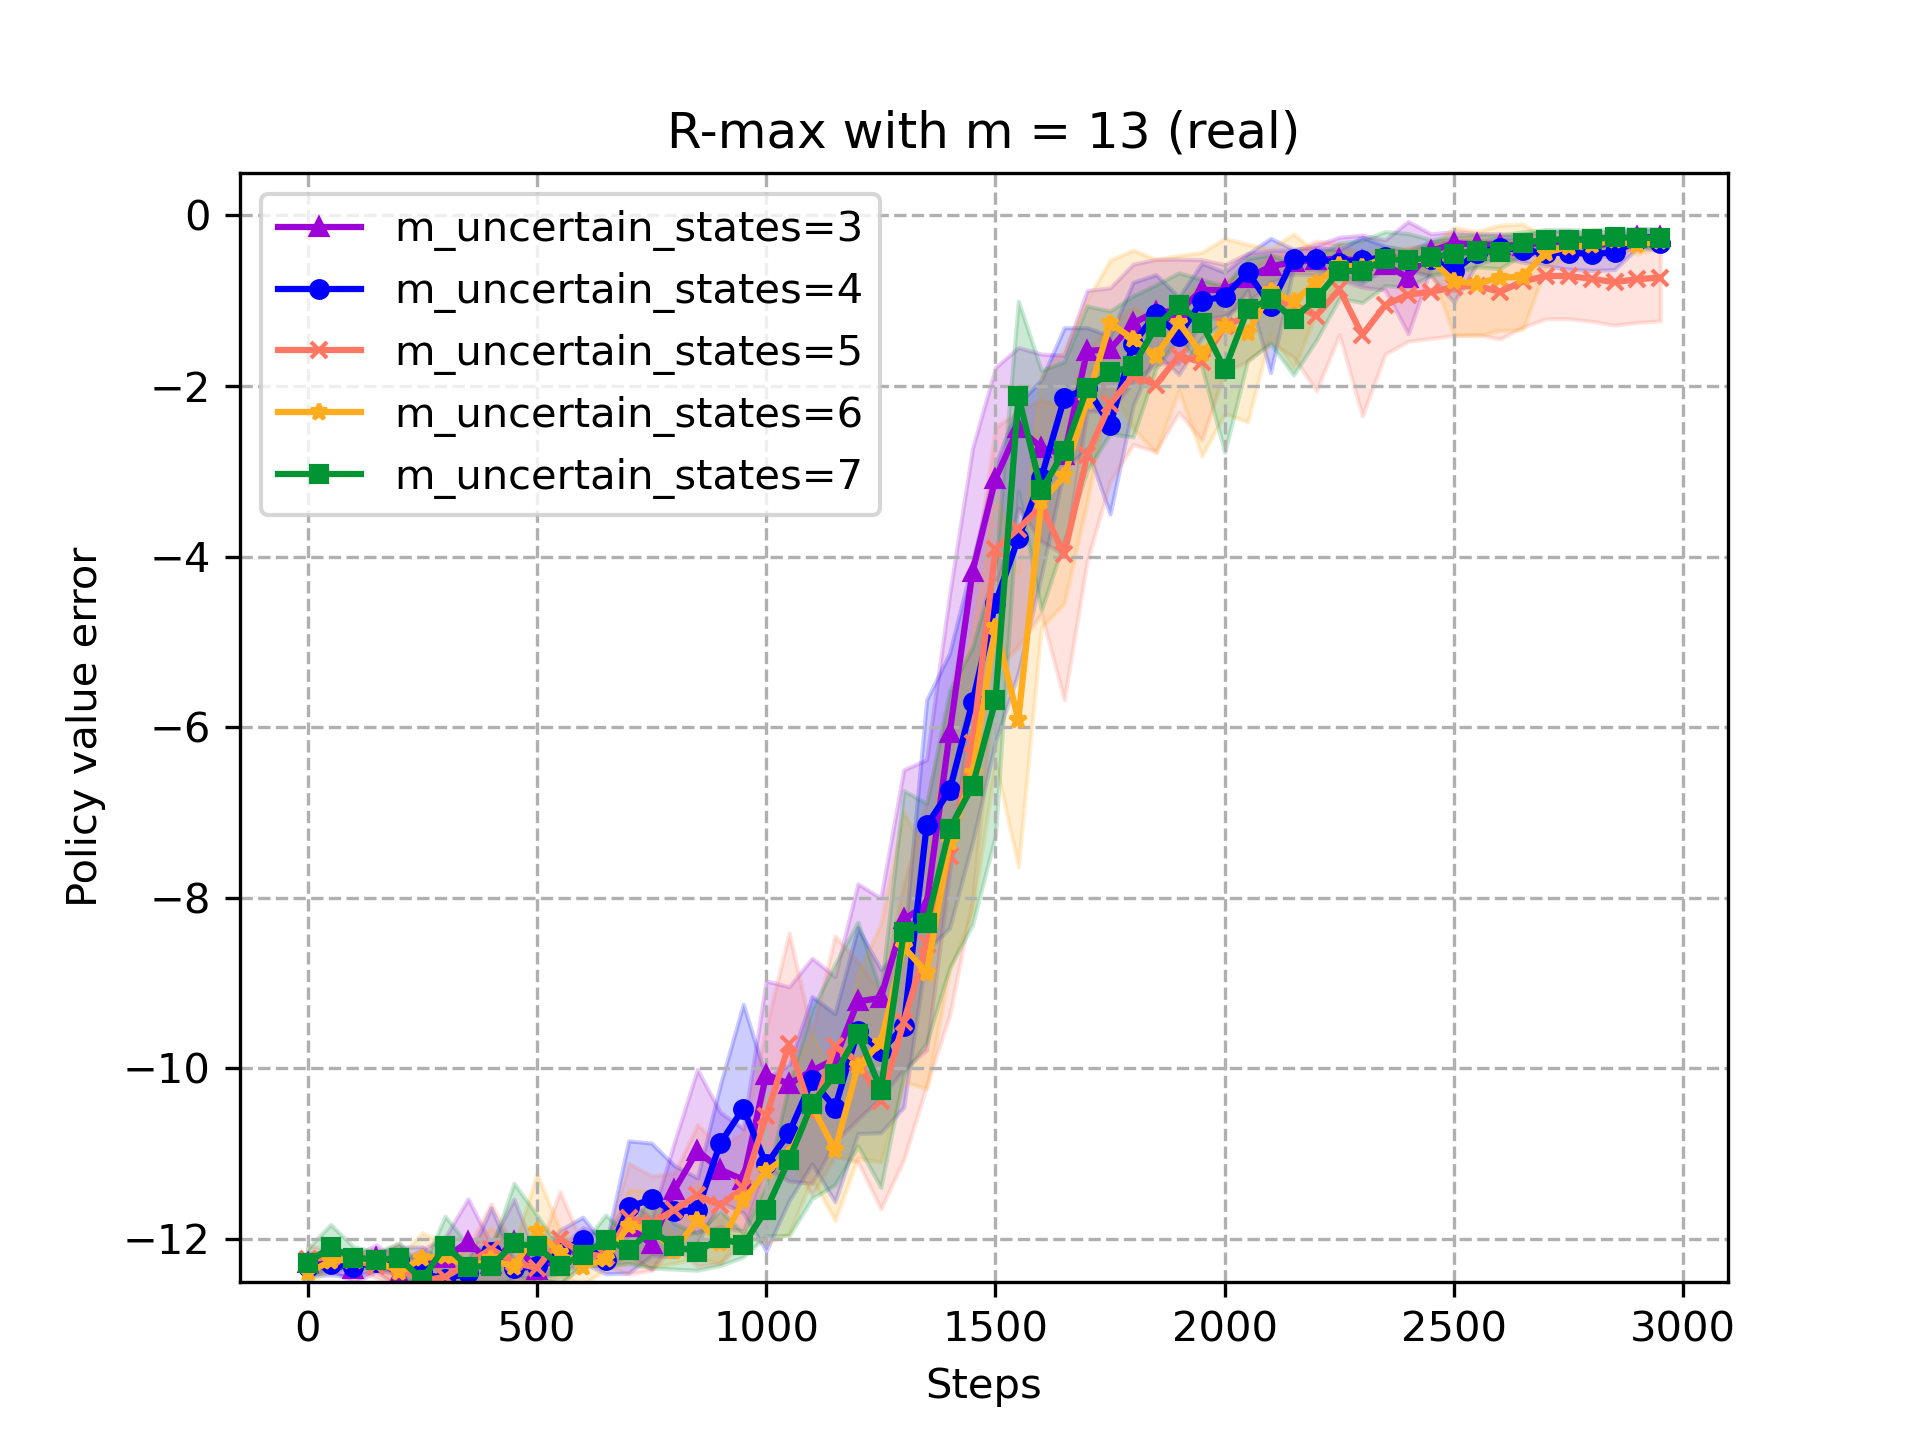 R-max with m = 13 (real)
m_uncertain_states=3
m_uncertain_states=4
m_uncertain_states=5
m_uncertain_states=6
m_uncertain_states=7
Policy value error
0
−2
−4
−6
−8
−10
−12
0 500 1000 1500 2000 2500 3000
Steps